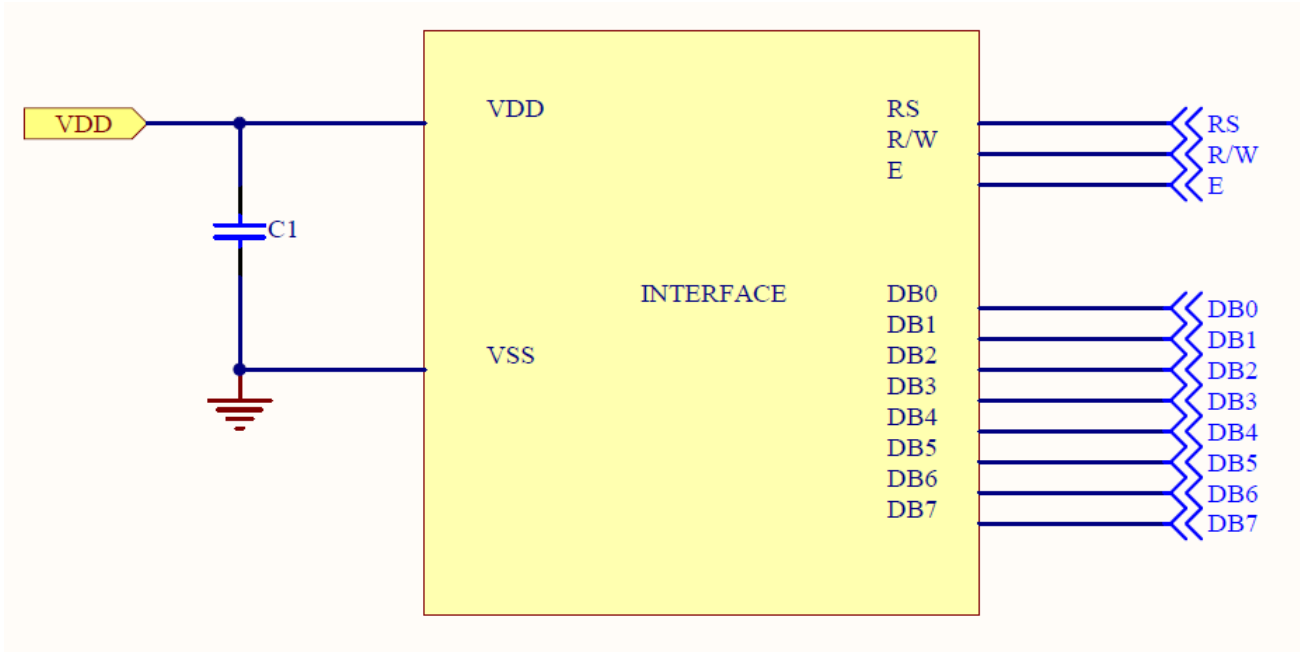 VDD
C1
VDD
VSS
INTERFACE
RS
R/W
E
DB0
DB1
DB2
DB3
DB4
DB5
DB6
DB7
RS
R/W
E
DB0
DB1
DB2
DB3
DB4
DB5
DB6
DB7